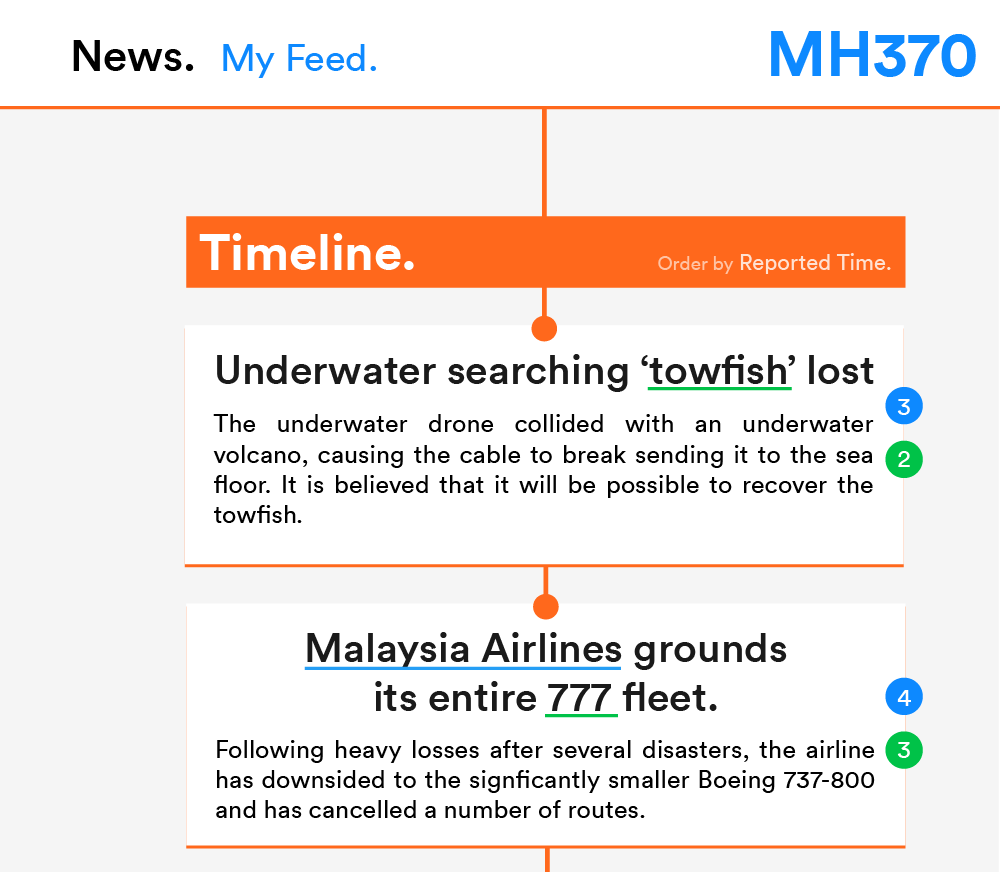 News. My Feed. MH370
Timeline. Order by Reported Time.
Underwater searching ‘towfish’ lost
The underwater drone collided with an underwater
volcano, causing the cable to break sending it to the sea
floor. It is believed that it will be possible to recover the
towfish.
3
2
Malaysia Airlines grounds
its entire 777 fleet.
Following heavy losses after several disasters, the airline
has downsided to the signficantly smaller Boeing 737-800
and has cancelled a number of routes.
4
3